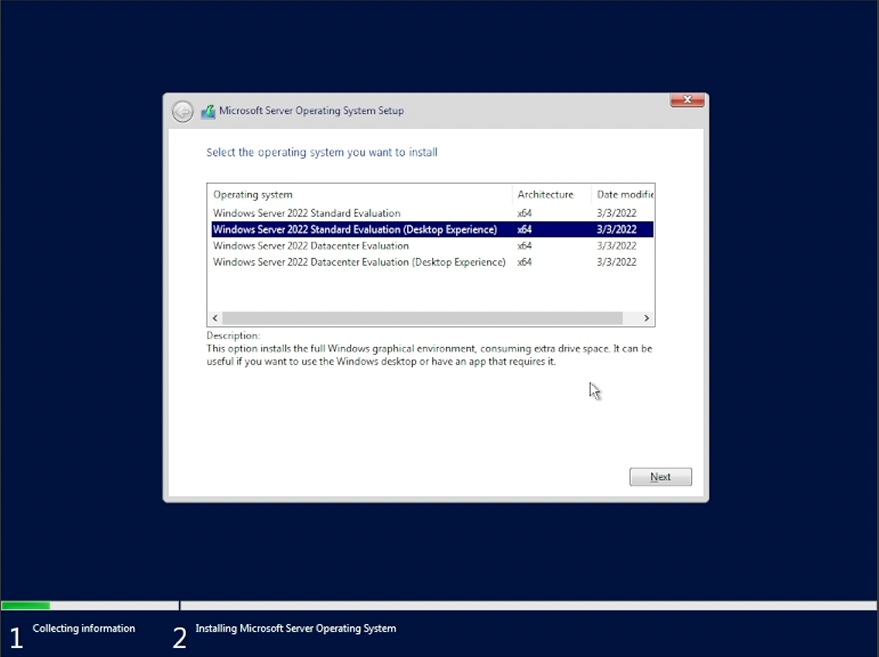 Microsoft Server Operating System Setup
Select the operating system you want to install
Operating system Architecture Date modifie
Windows Server 2022 Standard Evaluation x64 3/3/2022
Windows Server 2022 Standard Evaluation (Desktop Experience) x64 3/3/2022
Windows Server 2022 Datacenter Evaluation x64 3/3/2022
Windows Server 2022 Datacenter Evaluation (Desktop Experience) x64 3/3/2022
Description:
This option installs the full Windows graphical environment, consuming extra drive space. It can be
useful if you want to use the Windows desktop or have an app that requires it.
Next
1 Collecting information 2 Installing Microsoft Server Operating System